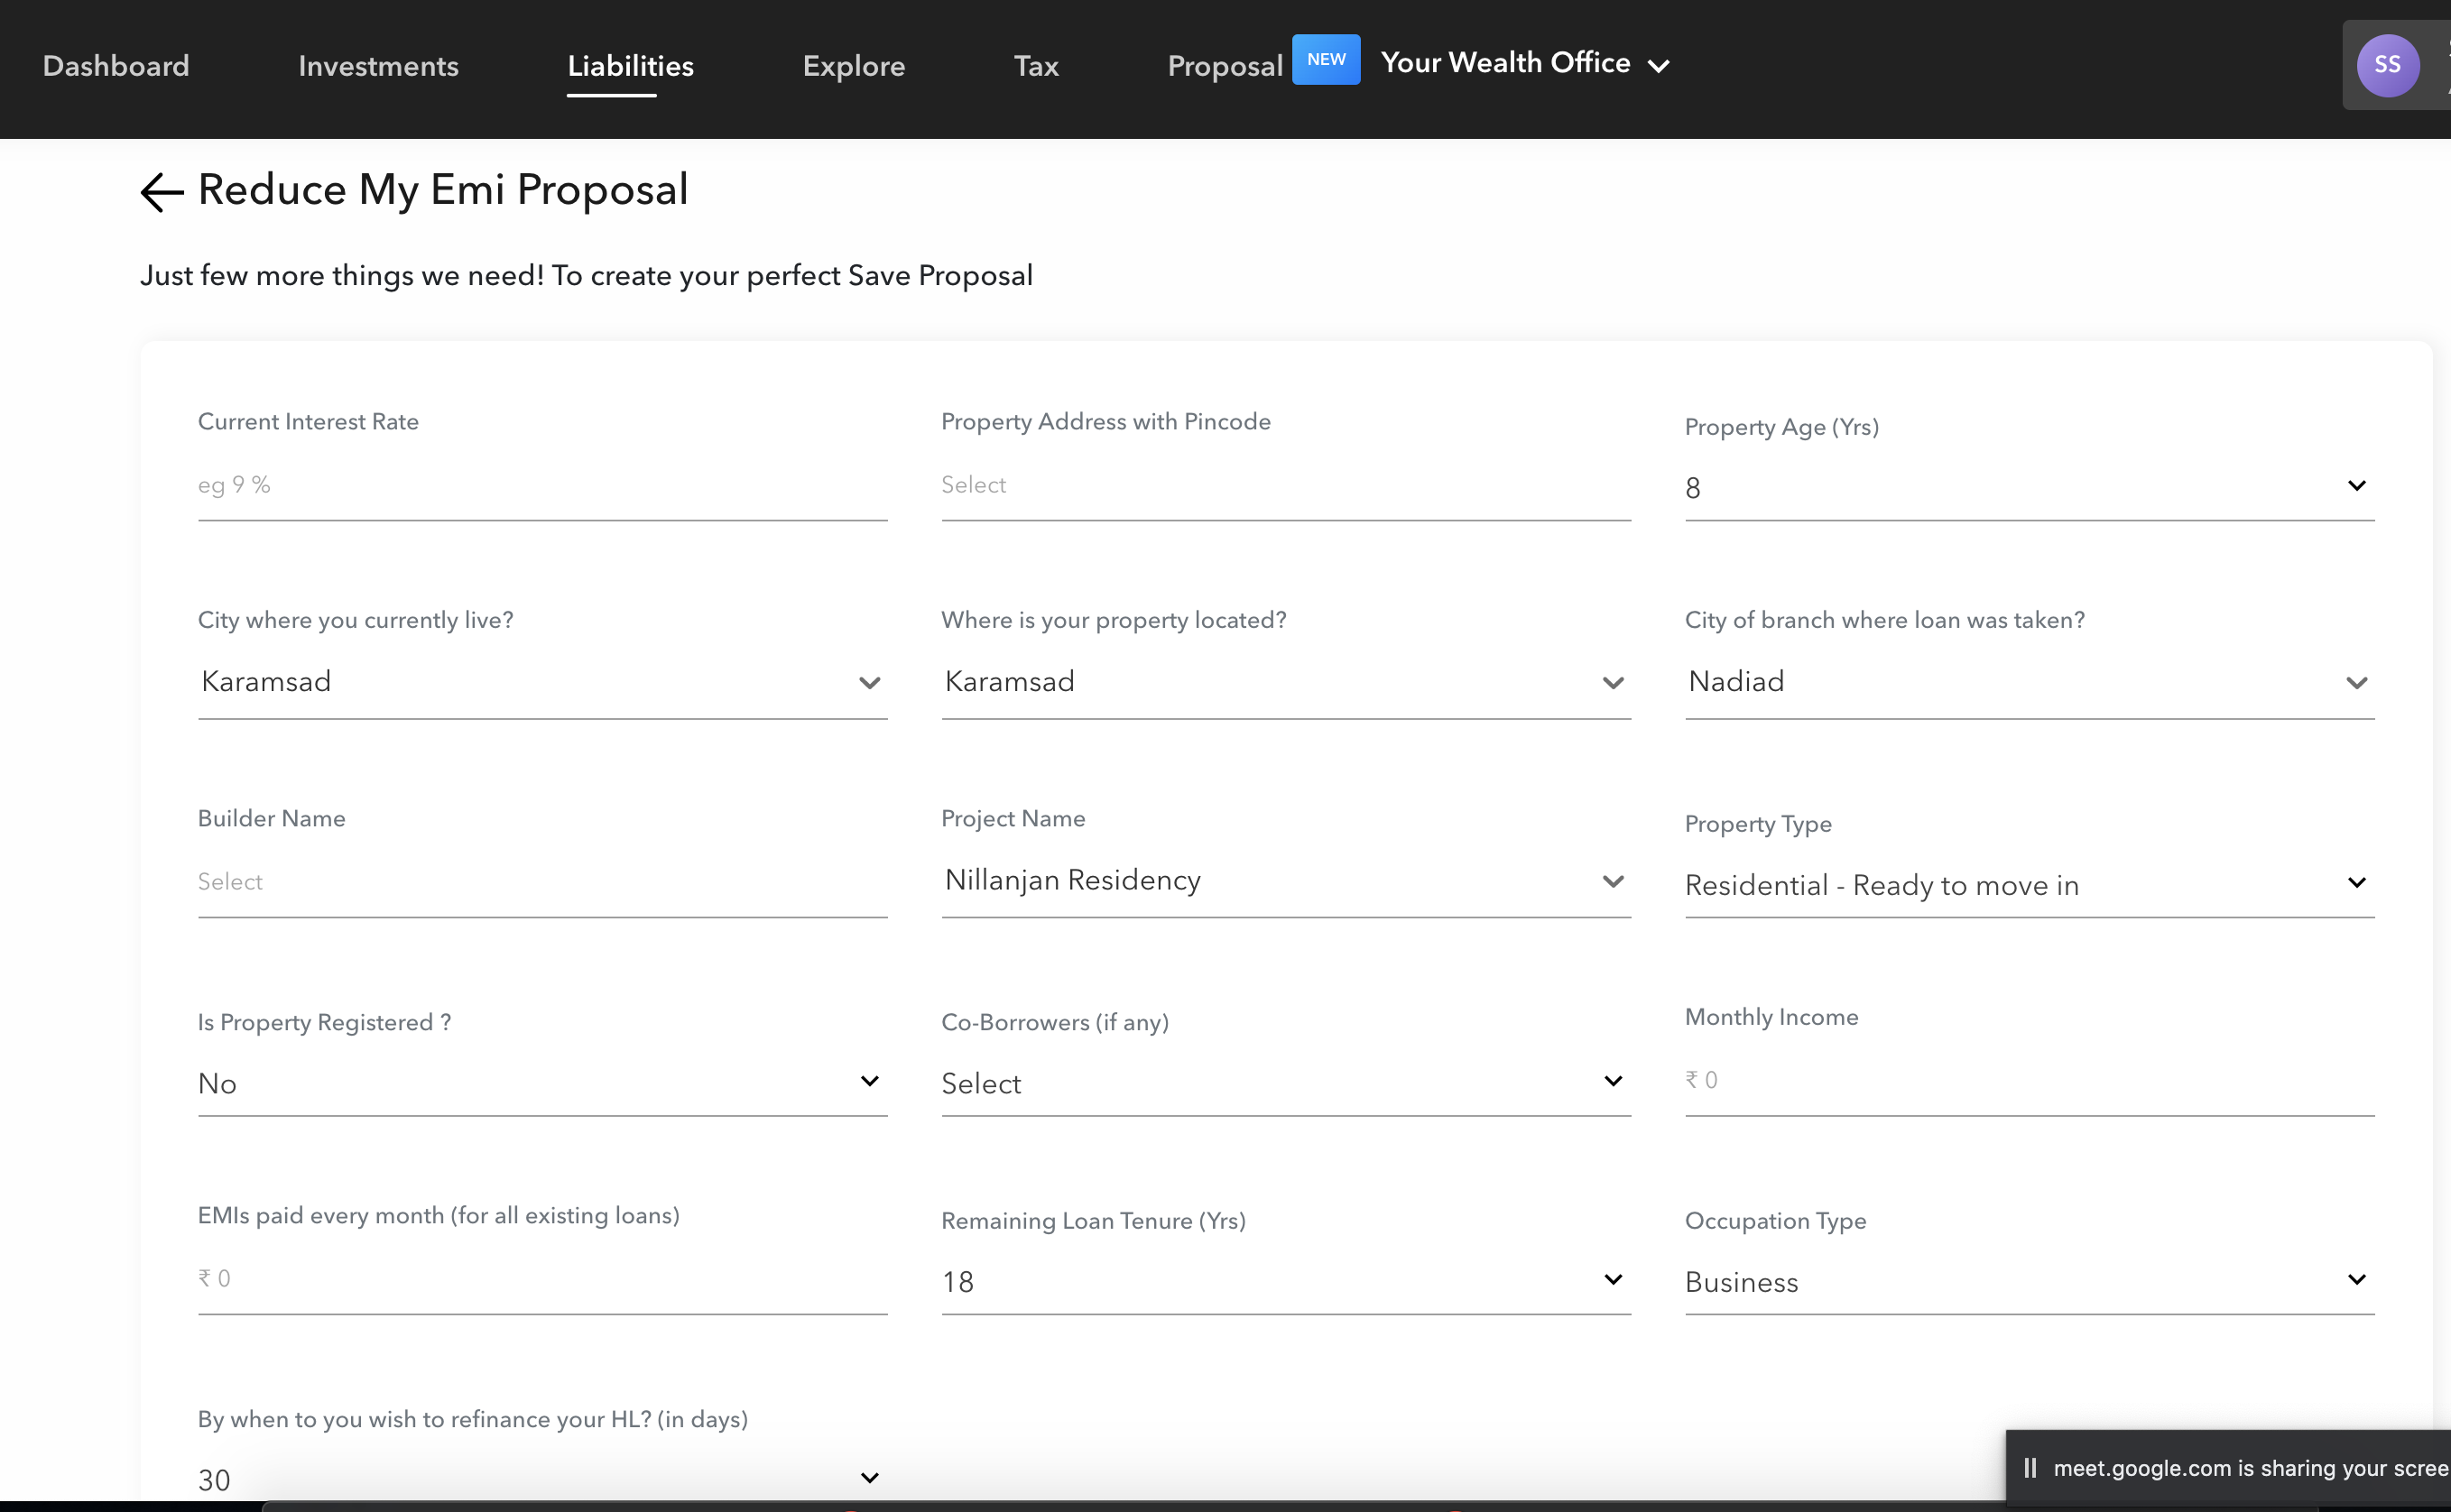 Dashboard Investments Liabilities Explore Tax Proposal NEW Your Wealth Office SS
Reduce My Emi Proposal
Just few more things we need! To create your perfect Save Proposal
Current Interest Rate Property Address with Pincode Property Age (Yrs)
eg 9 % Select 8
City where you currently live? Where is your property located? City of branch where loan was taken?
Karamsad Karamsad Nadiad
Builder Name Project Name Property Type
Select Nillanjan Residency Residential - Ready to move in
Is Property Registered ? Co-Borrowers (if any) Monthly Income
No Select ₹ 0
EMIs paid every month (for all existing loans) Remaining Loan Tenure (Yrs) Occupation Type
₹ 0 18 Business
By when to you wish to refinance your HL? (in days)
30
meet.google.com is sharing your scree